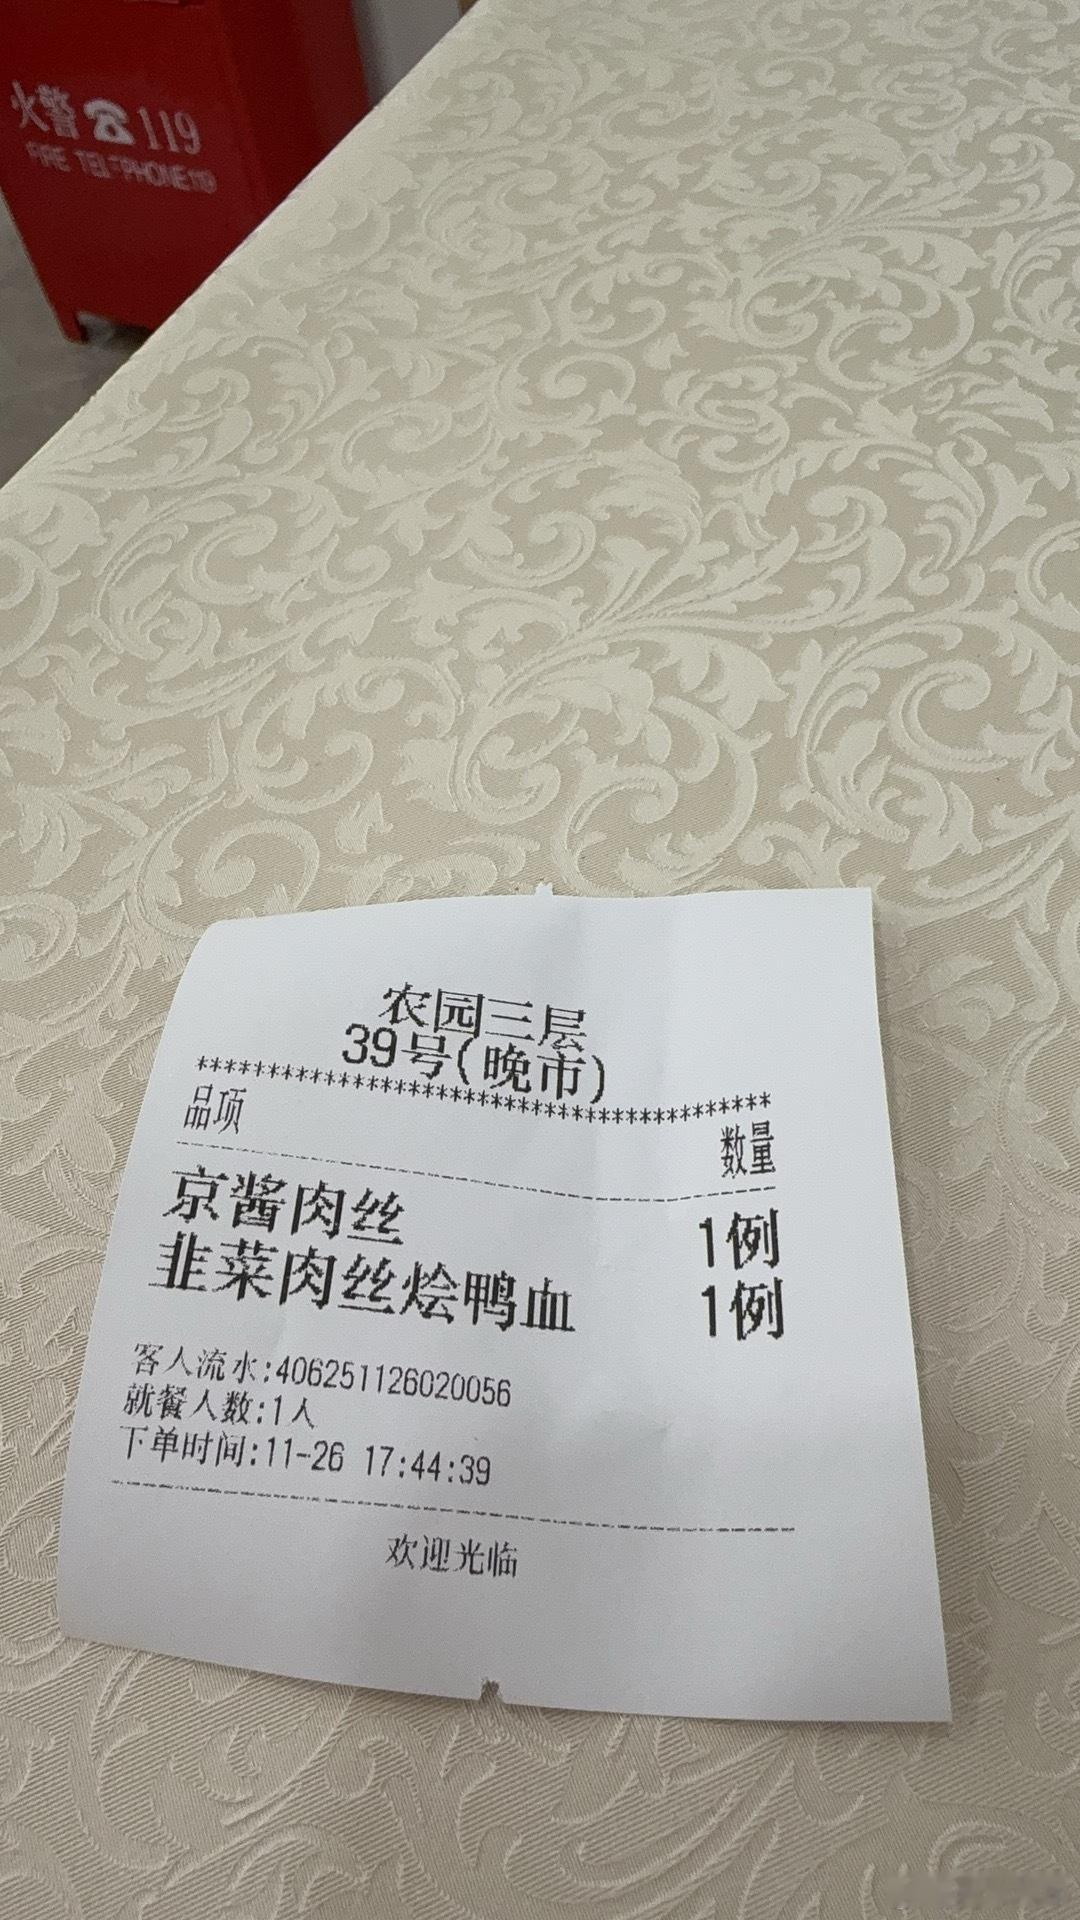 火警☎119
FIRE TELEPHONE119
农园三层
39号(晚市)
******************************************
品项 数量
京酱肉丝 1例
韭菜肉丝烩鸭血 1例
客人流水:406251126020056
就餐人数:1人
下单时间:11-26 17:44:39
欢迎光临